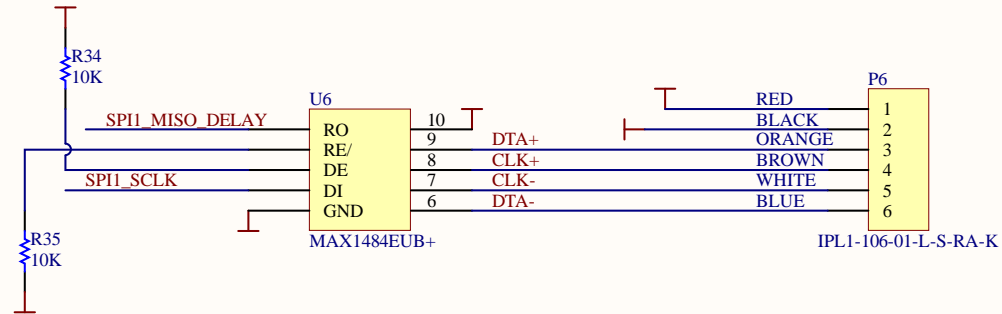 R34
10K
U6
P6
SPI1_MISO_DELAY
RO
10
RED
1
RE/
9
DTA+
BLACK
2
DE
8
CLK+
ORANGE
3
SPI1_SCLK
DI
7
CLK-
BROWN
4
GND
6
DTA-
WHITE
5
BLUE
6
R35
10K
MAX1484EUB+
IPL1-106-01-L-S-RA-K